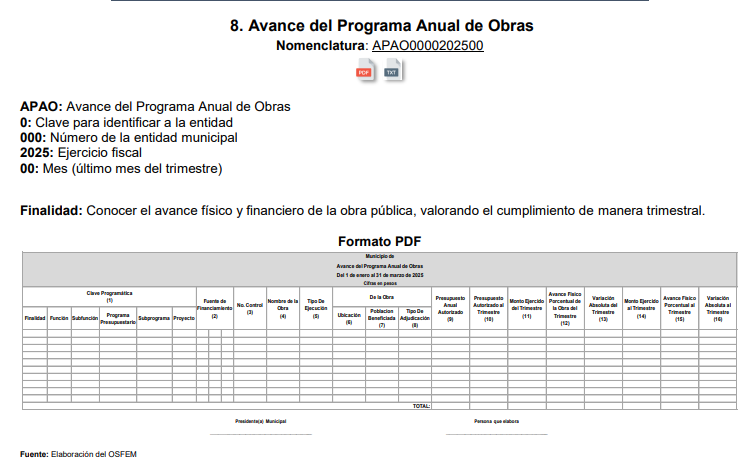 8. Avance del Programa Anual de Obras
Nomenclatura: APAO0000202500
PDF TXT
APAO: Avance del Programa Anual de Obras
0: Clave para identificar a la entidad
000: Número de la entidad municipal
2025: Ejercicio fiscal
00: Mes (último mes del trimestre)
Finalidad: Conocer el avance físico y financiero de la obra pública, valorando el cumplimiento de manera trimestral.
Formato PDF
Municipio de
Avance del Programa Anual de Obras
Del 1 de enero al 31 de marzo de 2025
Cifras en pesos
Clave Programática
(1)
Finalidad
Función
Subfunción
Programa
Presupuestario
Subprograma
Proyecto
Fuente de
Financiamiento
(2)
No. Control
(3)
Nombre de la
Obra
(4)
Tipo De
Ejecución
(5)
De la Obra
Ubicación
(6)
Poblacion
Beneficiada
(7)
Tipo De
Adjudicación
(8)
Presupuesto
Anual
Autorizado
(9)
Presupuesto
Autorizado al
Trimestre
(10)
Monto Ejercido
del Trimestre
(11)
Avance Fisico
Porcentual de
la Obra del
Trimestre
(12)
Variación
Absoluta del
Trimestre
(13)
Monto Ejercido
al Trimestre
(14)
Avance Físico
Porcentual al
Trimestre
(15)
Variación
Absoluta al
Trimestre
(16)
TOTAL:
Presidente(a) Municipal
Persona que elabora
Fuente: Elaboración del OSFEM